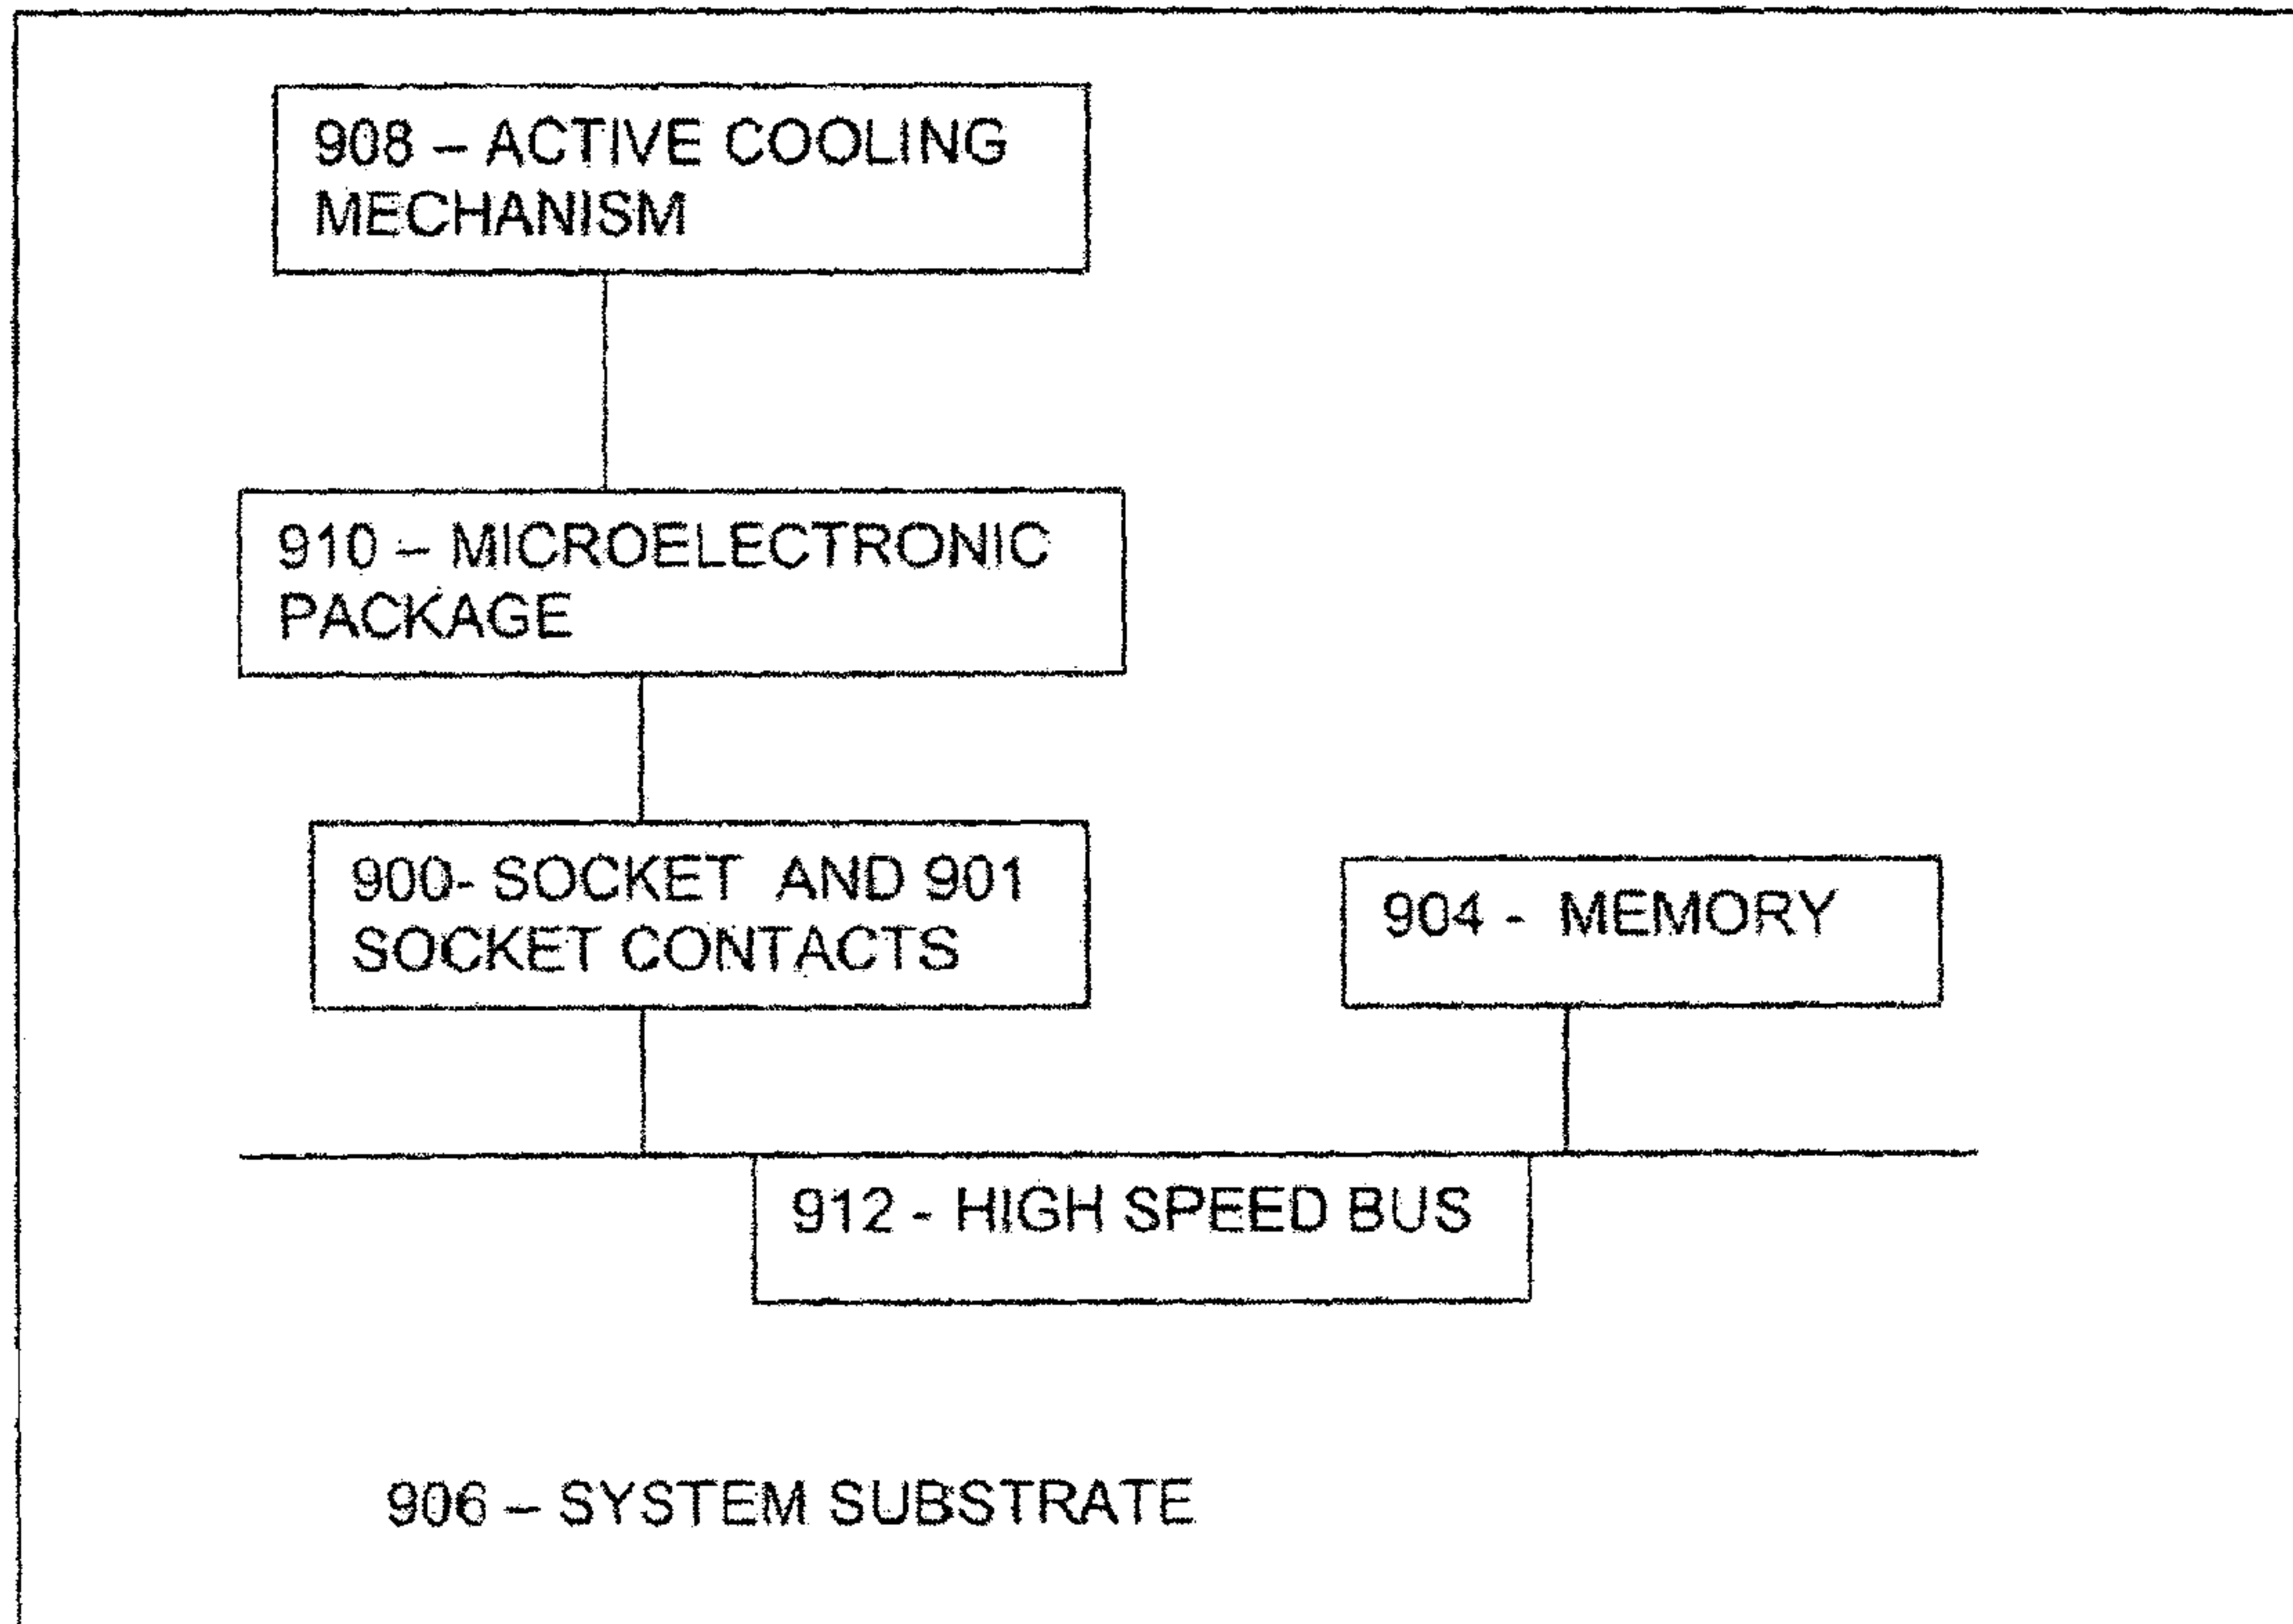 908 – ACTIVE COOLING
MECHANISM
910 – MICROELECTRONIC
PACKAGE
900- SOCKET AND 901
SOCKET CONTACTS
904 - MEMORY
912 - HIGH SPEED BUS
906 – SYSTEM SUBSTRATE